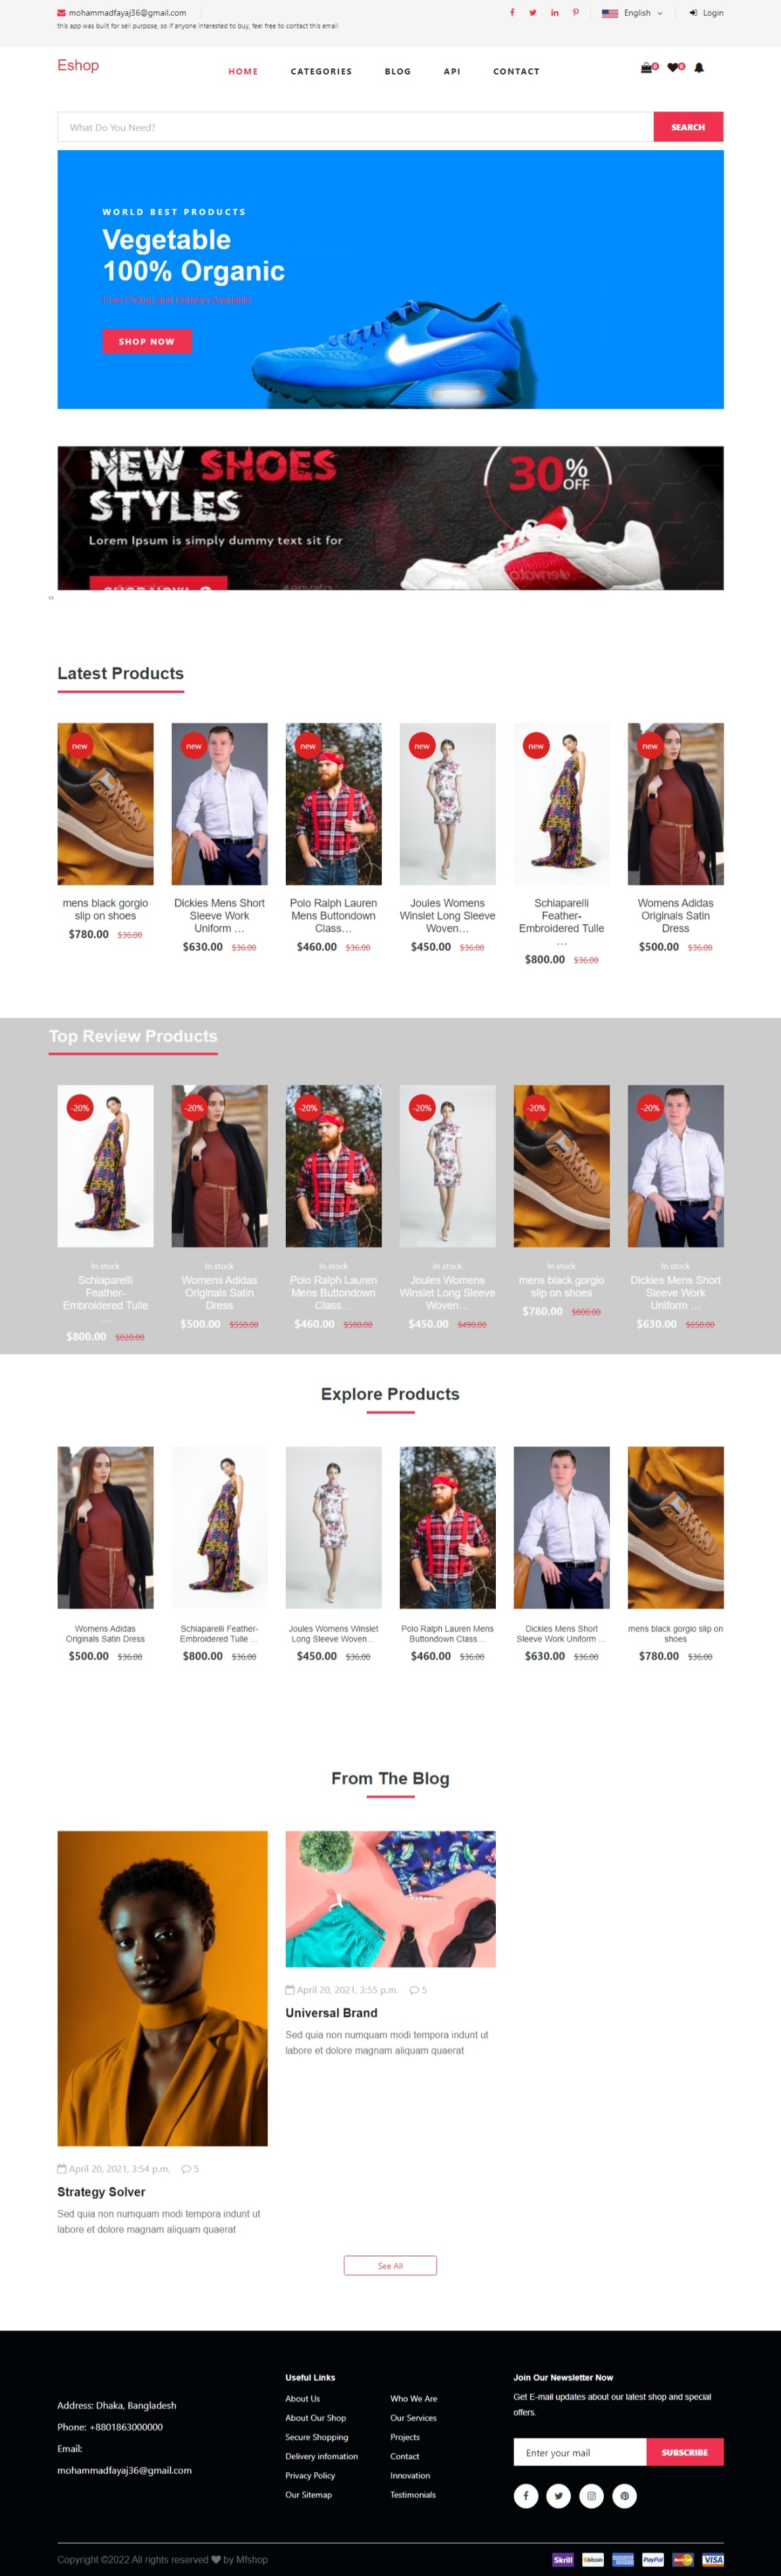 mohammadfayaj36@gmail.com
English
Login
this app was built for sell purpose, so if anyone interested to buy, feel free to contact this email
Eshop
HOME
CATEGORIES
BLOG
API
CONTACT
0
0
What Do You Need?
SEARCH
WORLD BEST PRODUCTS
Vegetable
100% Organic
Free Pickup and Delivery Available
SHOP NOW
NEW SHOES
STYLES
Lorem Ipsum is simply dummy text sit for
30% OFF
SHOP NOW!
envato
envato
Latest Products
new
new
new
new
new
new
mens black gorgio
slip on shoes
$780.00 $36.00
Dickies Mens Short
Sleeve Work
Uniform ...
$630.00 $36.00
Polo Ralph Lauren
Mens Buttondown
Class...
$460.00 $36.00
Joules Womens
Winslet Long Sleeve
Woven...
$450.00 $36.00
Schiaparelli
Feather-
Embroidered Tulle
...
$800.00 $36.00
Womens Adidas
Originals Satin
Dress
$500.00 $36.00
Top Review Products
-20%
-20%
-20%
-20%
-20%
-20%
In stock
Schiaparelli
Feather-
Embroidered Tulle
...
$800.00 $820.00
In stock
Womens Adidas
Originals Satin
Dress
$500.00 $550.00
In stock
Polo Ralph Lauren
Mens Buttondown
Class...
$460.00 $500.00
In stock
Joules Womens
Winslet Long Sleeve
Woven...
$450.00 $490.00
In stock
mens black gorgio
slip on shoes
$780.00 $800.00
In stock
Dickies Mens Short
Sleeve Work
Uniform ...
$630.00 $650.00
Explore Products
Womens Adidas
Originals Satin Dress
$500.00 $36.00
Schiaparelli Feather-
Embroidered Tulle ...
$800.00 $36.00
Joules Womens Winslet
Long Sleeve Woven...
$450.00 $36.00
Polo Ralph Lauren Mens
Buttondown Class...
$460.00 $36.00
Dickies Mens Short
Sleeve Work Uniform ...
$630.00 $36.00
mens black gorgio slip on
shoes
$780.00 $36.00
From The Blog
April 20, 2021, 3:54 p.m. 5
Strategy Solver
Sed quia non numquam modi tempora indunt ut
labore et dolore magnam aliquam quaerat
April 20, 2021, 3:55 p.m. 5
Universal Brand
Sed quia non numquam modi tempora indunt ut
labore et dolore magnam aliquam quaerat
See All
Address: Dhaka, Bangladesh
Phone: +8801863000000
Email:
mohammadfayaj36@gmail.com
Useful Links
About Us
About Our Shop
Secure Shopping
Delivery infomation
Privacy Policy
Our Sitemap
Who We Are
Our Services
Projects
Contact
Innovation
Testimonials
Join Our Newsletter Now
Get E-mail updates about our latest shop and special
offers.
Enter your mail
SUBSCRIBE
Copyright ©2022 All rights reserved
by Mfshop
Skrill
bitcoin
PayPal
VISA